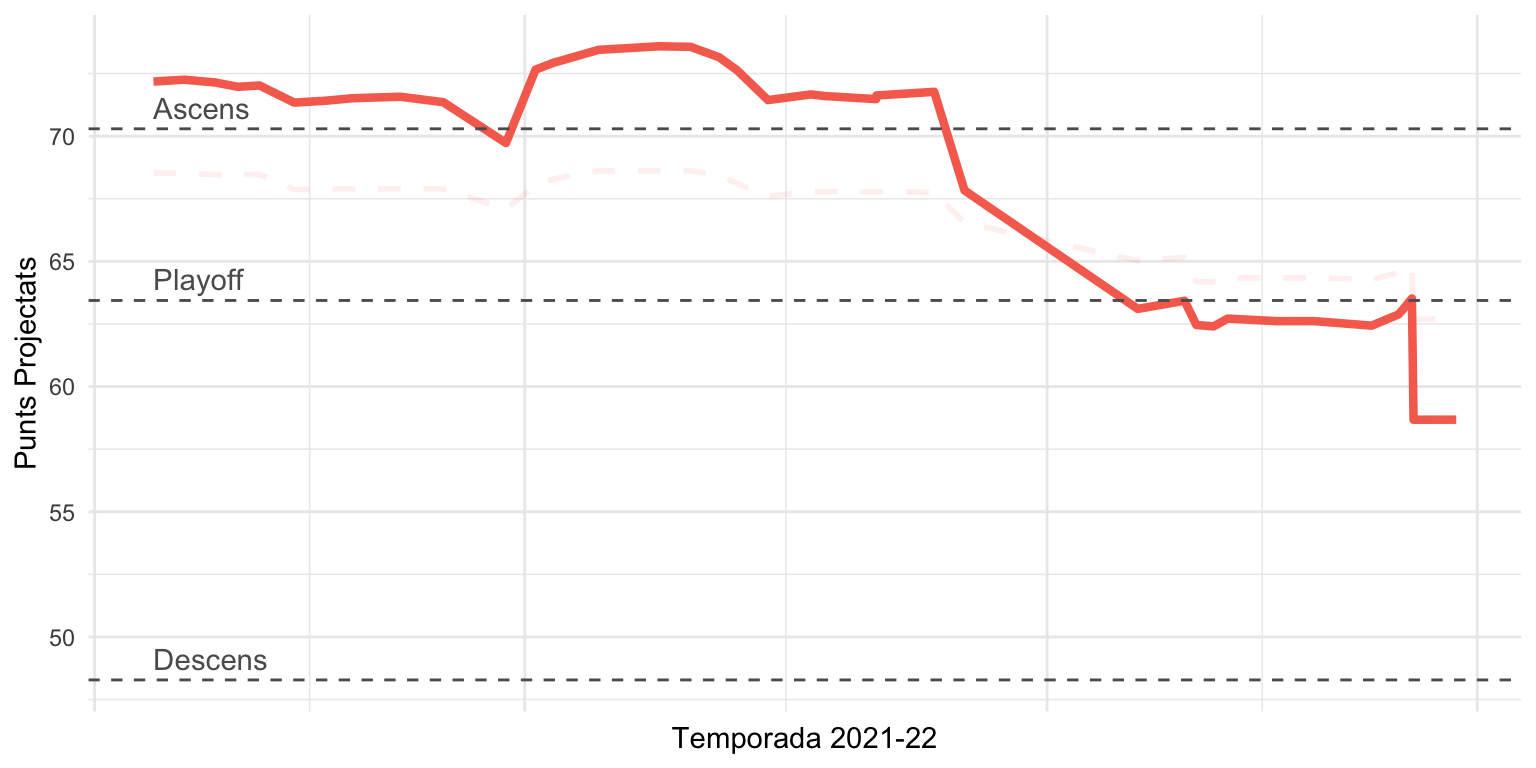 Ascens
70
65
Playoff
Punts Projectats
60
55
50
Descens
Temporada 2021-22